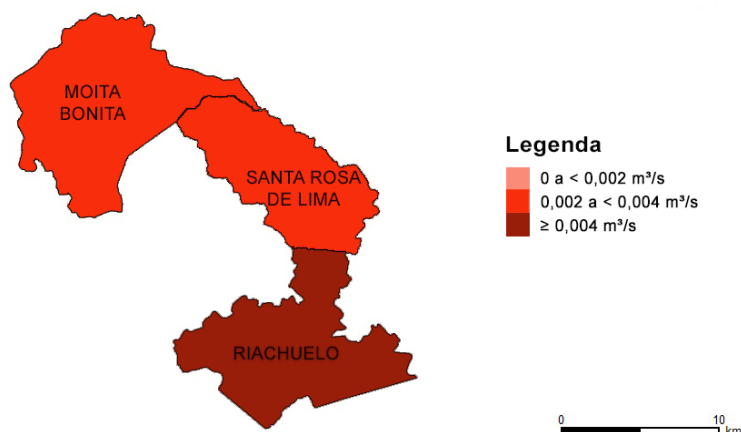 MOITA
BONITA
SANTA ROSA
DE LIMA
RIACHUELO
Legenda
0 a < 0,002 m³/s
0,002 a < 0,004 m³/s
≥ 0,004 m³/s
0 10
km